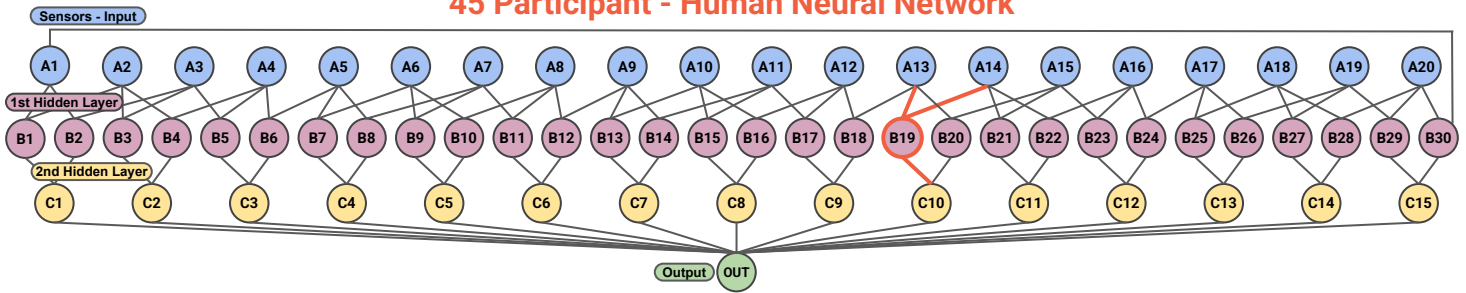 45 Participant - Human Neural Network
Sensors - Input
A1 A2 A3 A4 A5 A6 A7 A8 A9 A10 A11 A12 A13 A14 A15 A16 A17 A18 A19 A20
1st Hidden Layer
B1 B2 B3 B4 B5 B6 B7 B8 B9 B10 B11 B12 B13 B14 B15 B16 B17 B18 B19 B20 B21 B22 B23 B24 B25 B26 B27 B28 B29 B30
2nd Hidden Layer
C1 C2 C3 C4 C5 C6 C7 C8 C9 C10 C11 C12 C13 C14 C15
Output OUT